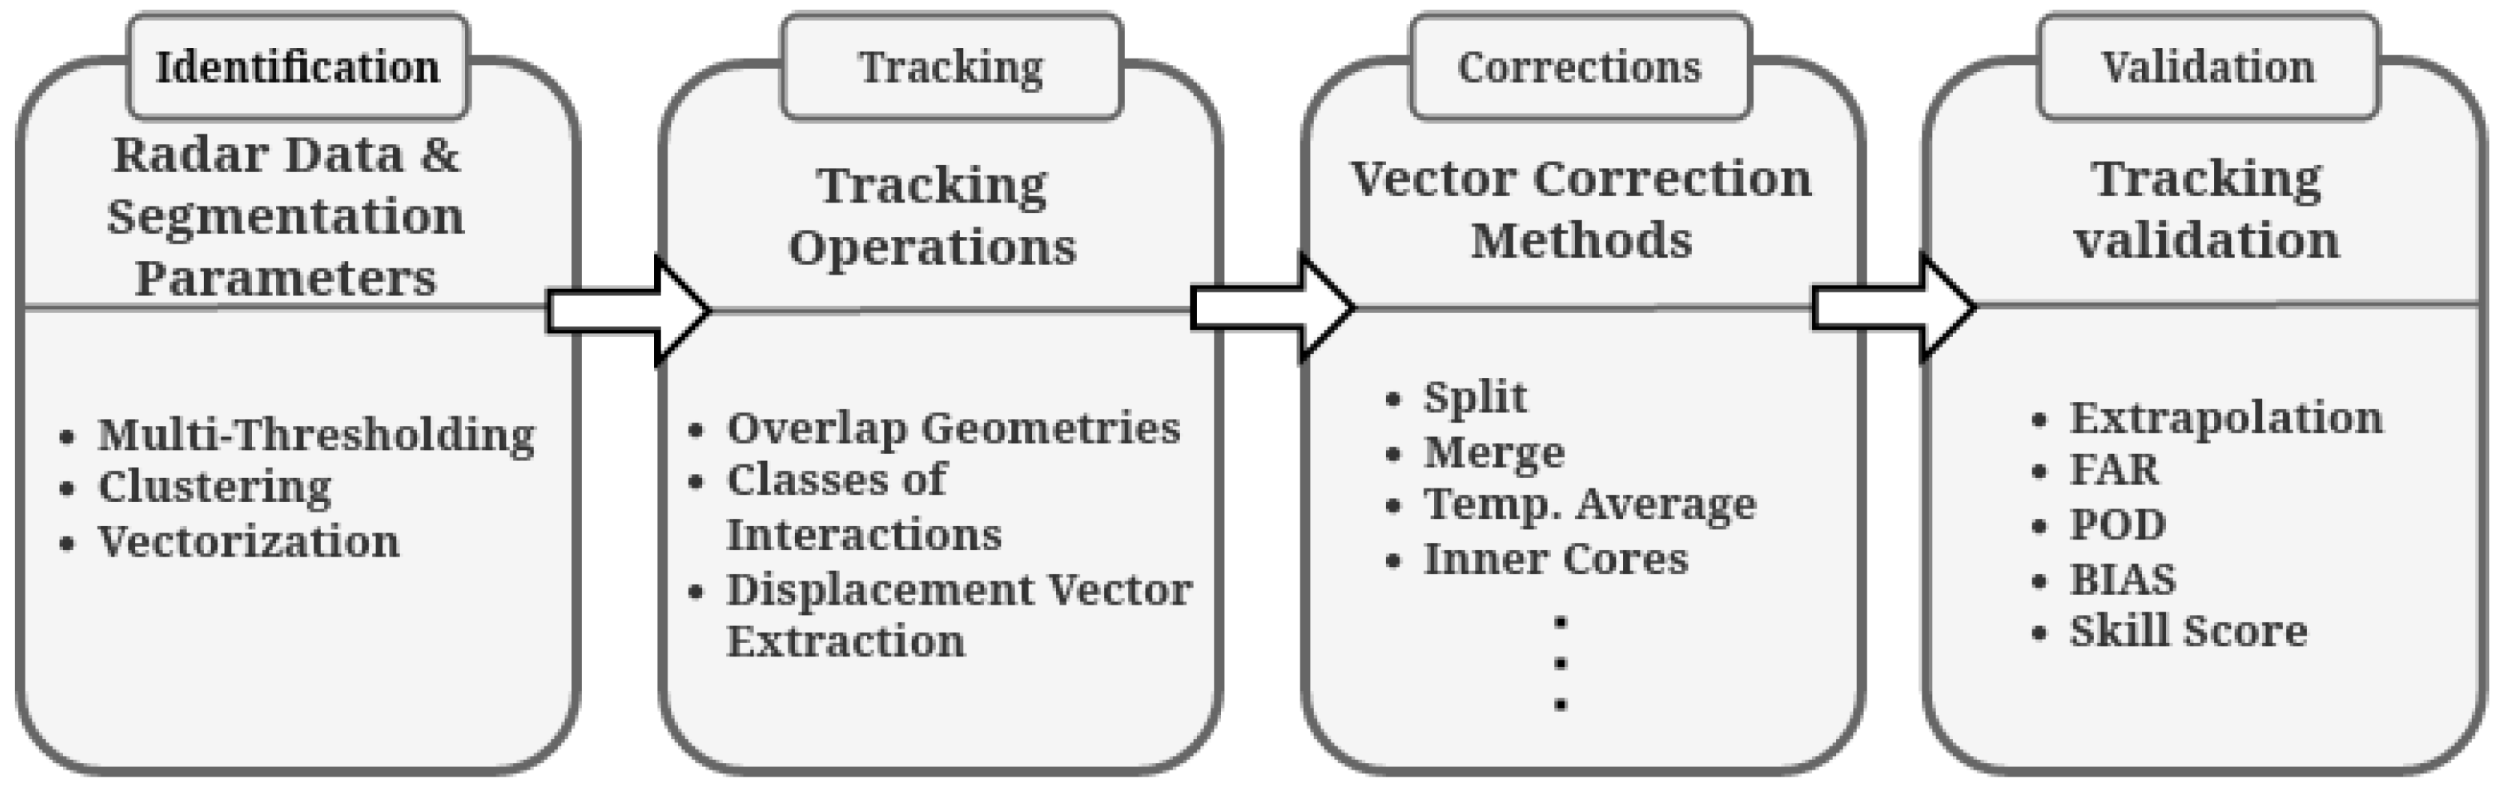 Identification
Radar Data &
Segmentation
Parameters
• Multi-Thresholding
• Clustering
• Vectorization
Tracking
Tracking
Operations
• Overlap Geometries
• Classes of
Interactions
• Displacement Vector
Extraction
Corrections
Vector Correction
Methods
• Split
• Merge
• Temp. Average
• Inner Cores
Validation
Tracking
validation
• Extrapolation
• FAR
• POD
• BIAS
• Skill Score